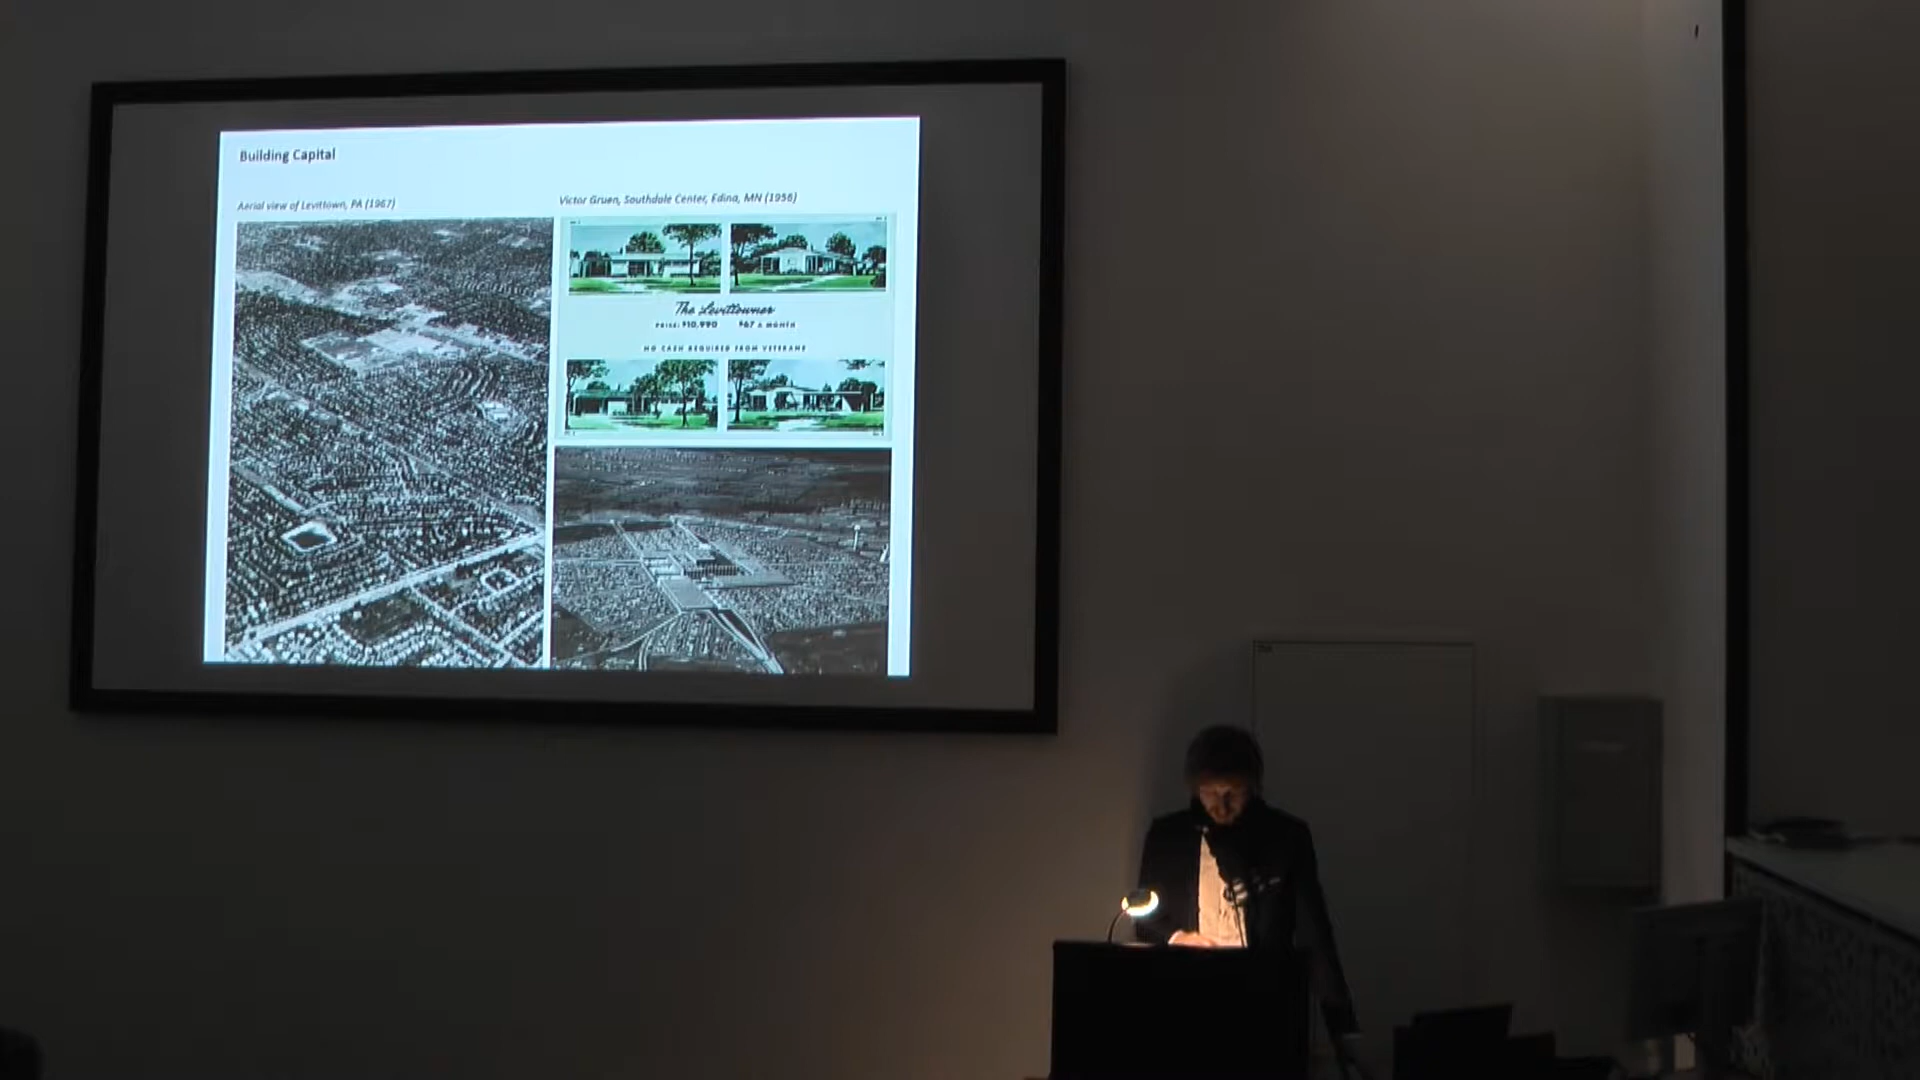 Building Capital
Aerial view of Levittown, PA (1967)
Victor Gruen, Southdale Center, Edina, MN (1956)
The Levittowner
PRICE: $10,990 $67 A MONTH
NO CASH REQUIRED FROM VETERANS